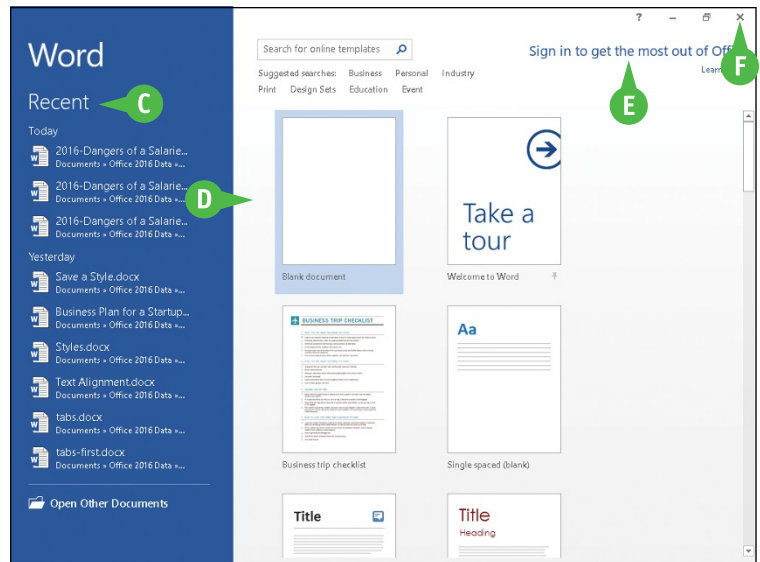 ?
Word
Search for online templates
Sign in to get the most out of Off
F
Suggested searches: Business Personal Industry
Learn
E
Print Design Sets Education Event
Recent
C
Today
2016-Dangers of a Salarie...
Documents » Office 2016 Data »...
2016-Dangers of a Salarie...
Documents » Office 2016 Data »...
D
2016-Dangers of a Salarie...
Documents » Office 2016 Data »...
Yesterday
Save a Style.docx
Documents » Office 2016 Data »...
Business Plan for a Startup...
Documents » Office 2016 Data »...
Styles.docx
Documents » Office 2016 Data »...
Text Alignment.docx
Documents » Office 2016 Data »...
tabs.docx
Documents » Office 2016 Data »...
tabs-first.docx
Documents » Office 2016 Data »...
Open Other Documents
Take a
tour
Blank document
Welcome to Word
BUSINESS TRIP CHECKLIST
Aa
Business trip checklist
Single spaced (blank)
Title
Title
Heading